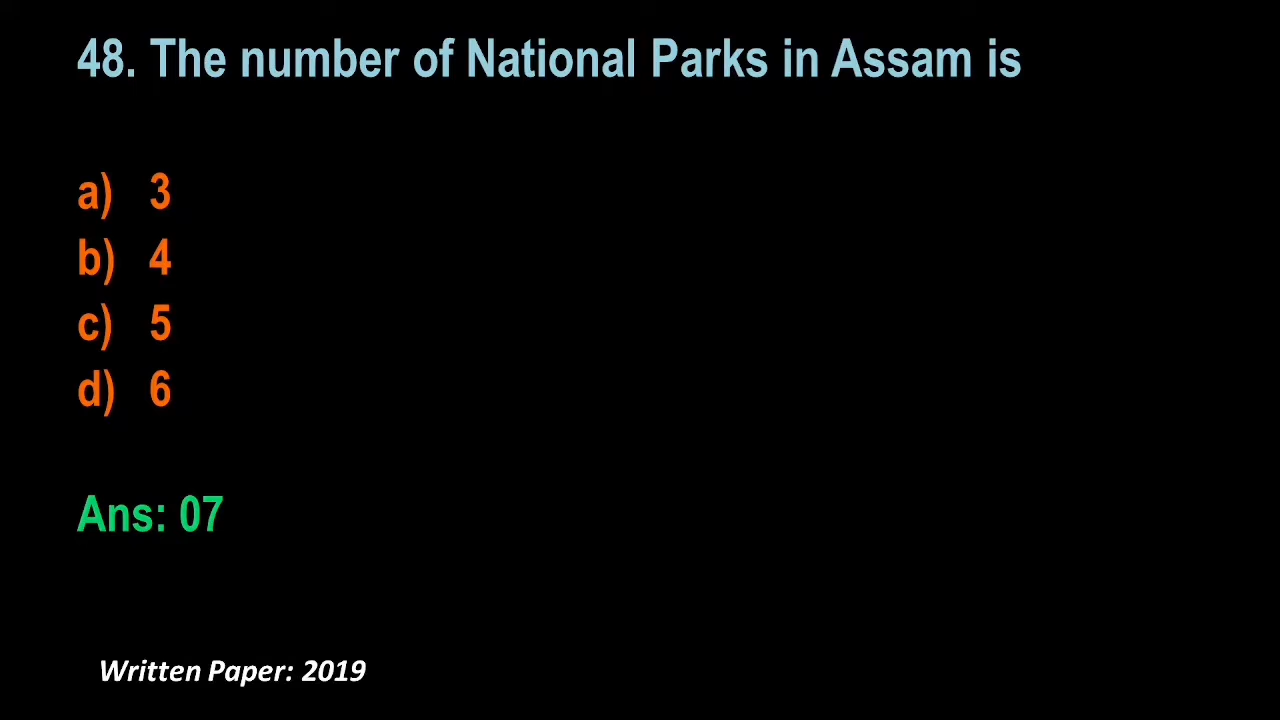 48. The number of National Parks in Assam is
a) 3
b) 4
c) 5
d) 6
Ans: 07
Written Paper: 2019